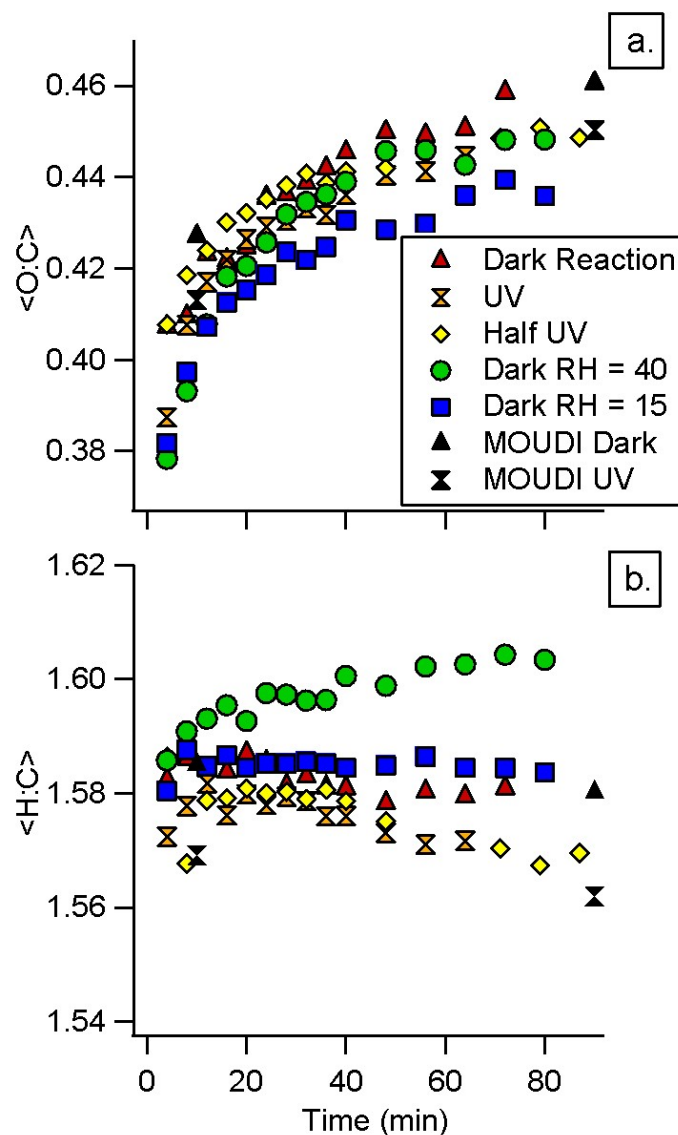 a.
<O:C>
0.46
0.44
0.42
0.40
0.38
Dark Reaction
UV
Half UV
Dark RH = 40
Dark RH = 15
MOUDI Dark
MOUDI UV
b.
<H:C>
1.62
1.60
1.58
1.56
1.54
0 20 40 60 80
Time (min)